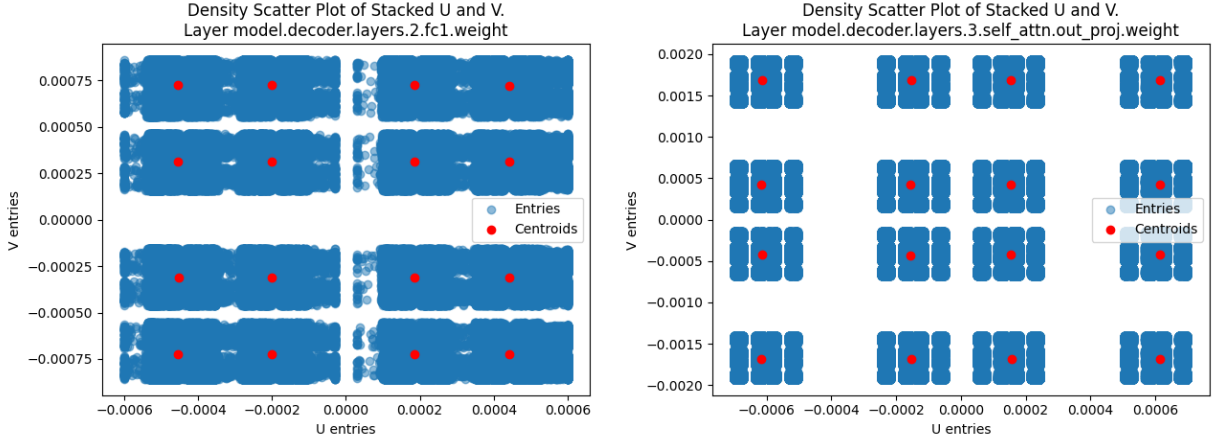 Density Scatter Plot of Stacked U and V.
Layer model.decoder.layers.2.fc1.weight
0.00075
0.00050
0.00025
0.00000
−0.00025
−0.00050
−0.00075
V entries
Entries
Centroids
−0.0006
−0.0004
−0.0002
0.0000
0.0002
0.0004
0.0006
U entries
Density Scatter Plot of Stacked U and V.
Layer model.decoder.layers.3.self_attn.out_proj.weight
0.0020
0.0015
0.0010
0.0005
0.0000
−0.0005
−0.0010
−0.0015
−0.0020
V entries
Entries
Centroids
−0.0006
−0.0004
−0.0002
0.0000
0.0002
0.0004
0.0006
U entries